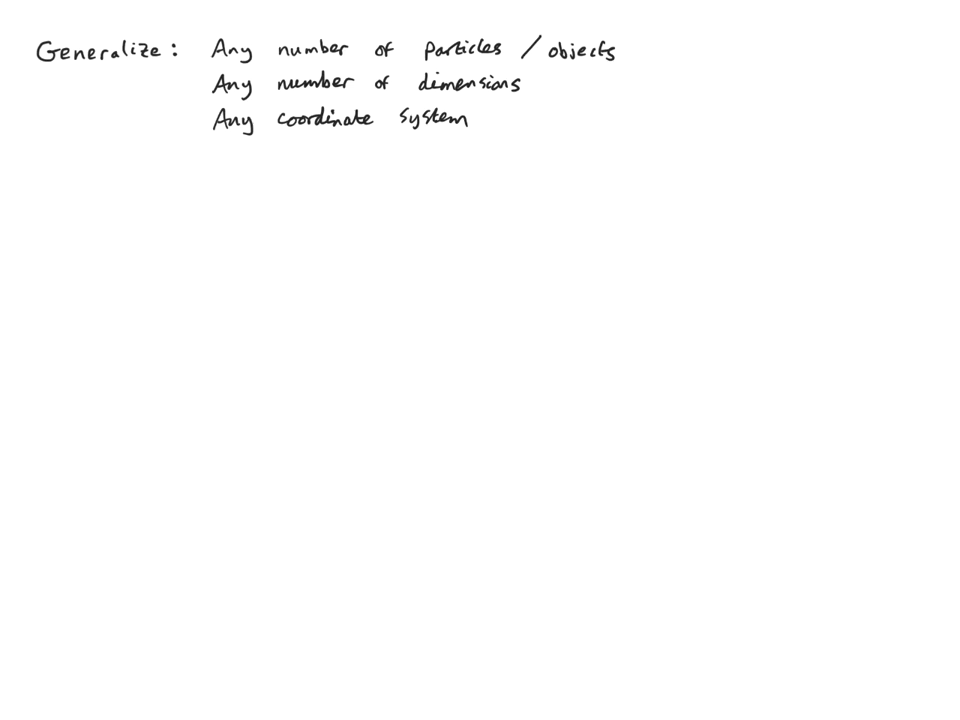 Generalize: Any number of particles / objects
Any number of dimensions
Any coordinate system